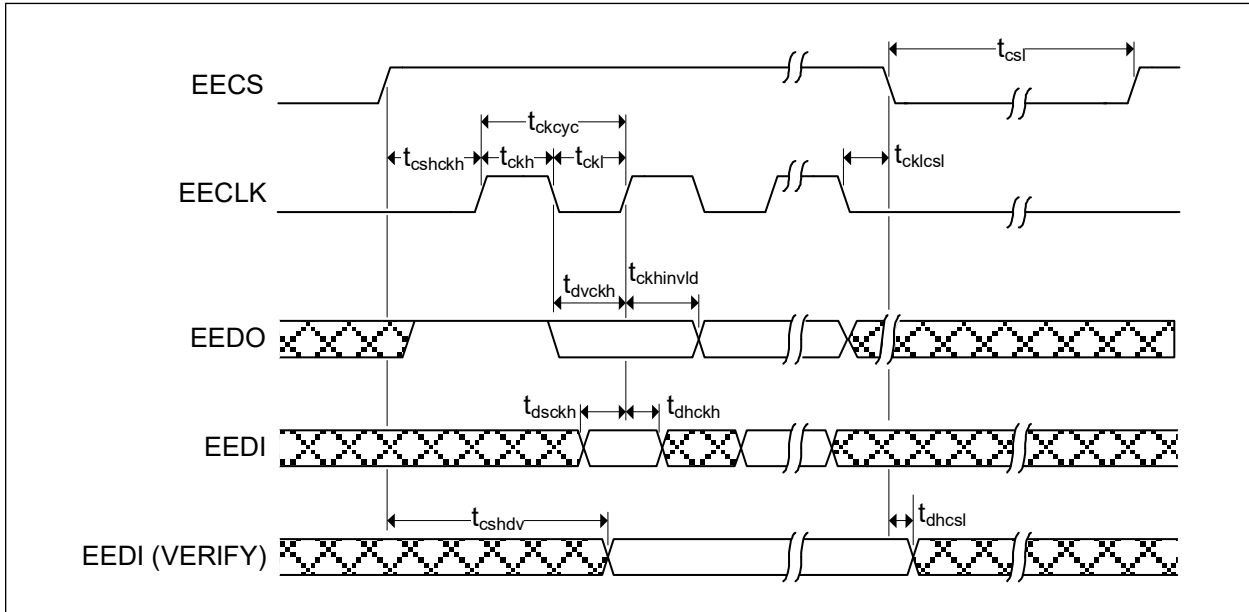 EECS
t_csl
t_ckcyc
t_cshckh
t_ckh
t_ckl
t_cklcsl
EECLK
t_dvckh
t_ckhinvld
EEDO
t_dsckh
t_dhckh
EEDI
t_cshdv
t_dhcsl
EEDI (VERIFY)